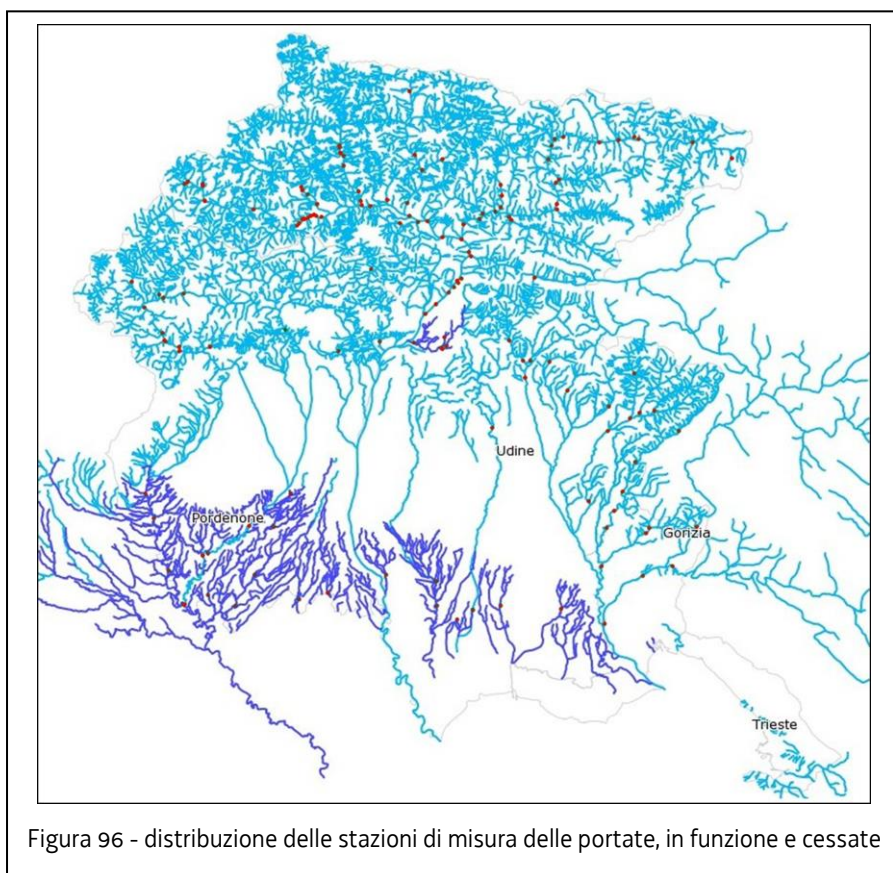 Udine
Pordenone
Gorizia
Trieste
Figura 96 - distribuzione delle stazioni di misura delle portate, in funzione e cessate